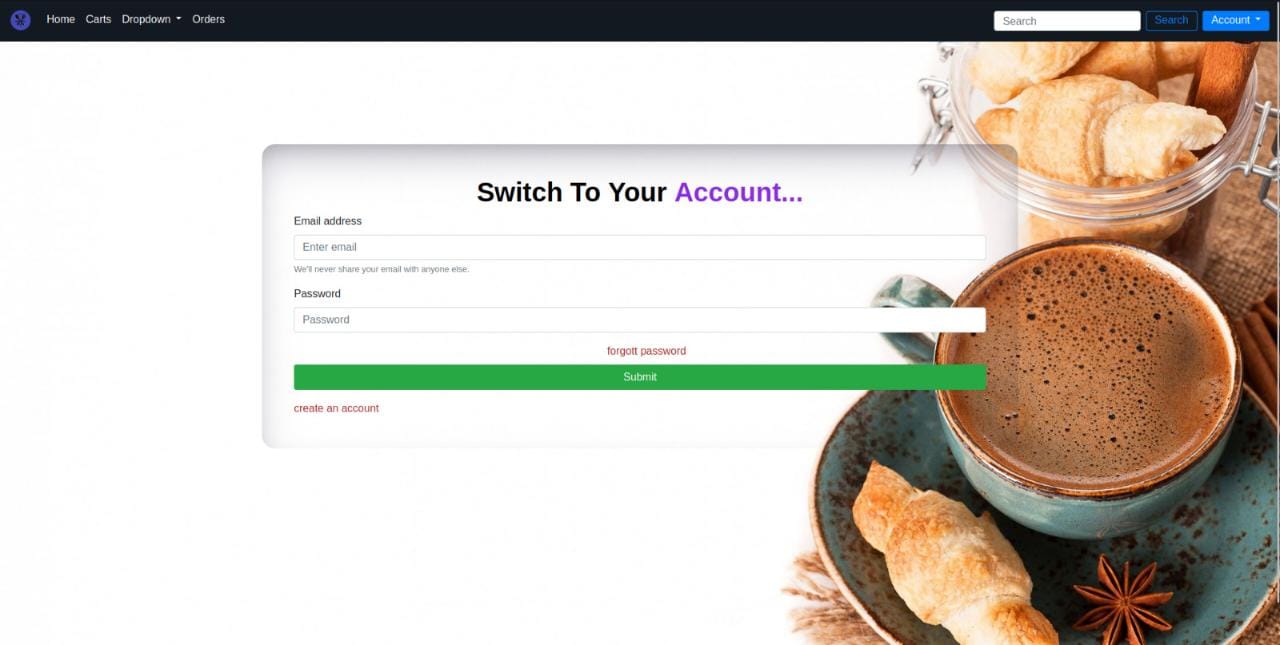 Home Carts Dropdown Orders Search Search Account
Switch To Your Account...
Email address
Enter email
We'll never share your email with anyone else.
Password
Password
forgott password
Submit
create an account